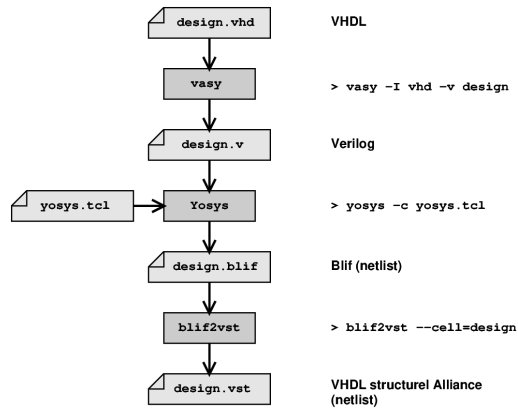 design.vhd VHDL
vasy > vasy -I vhd -v design
design.v Verilog
yosys.tcl Yosys > yosys -c yosys.tcl
design.blif Blif (netlist)
blif2vst > blif2vst --cell=design
design.vst VHDL structurel Alliance
(netlist)